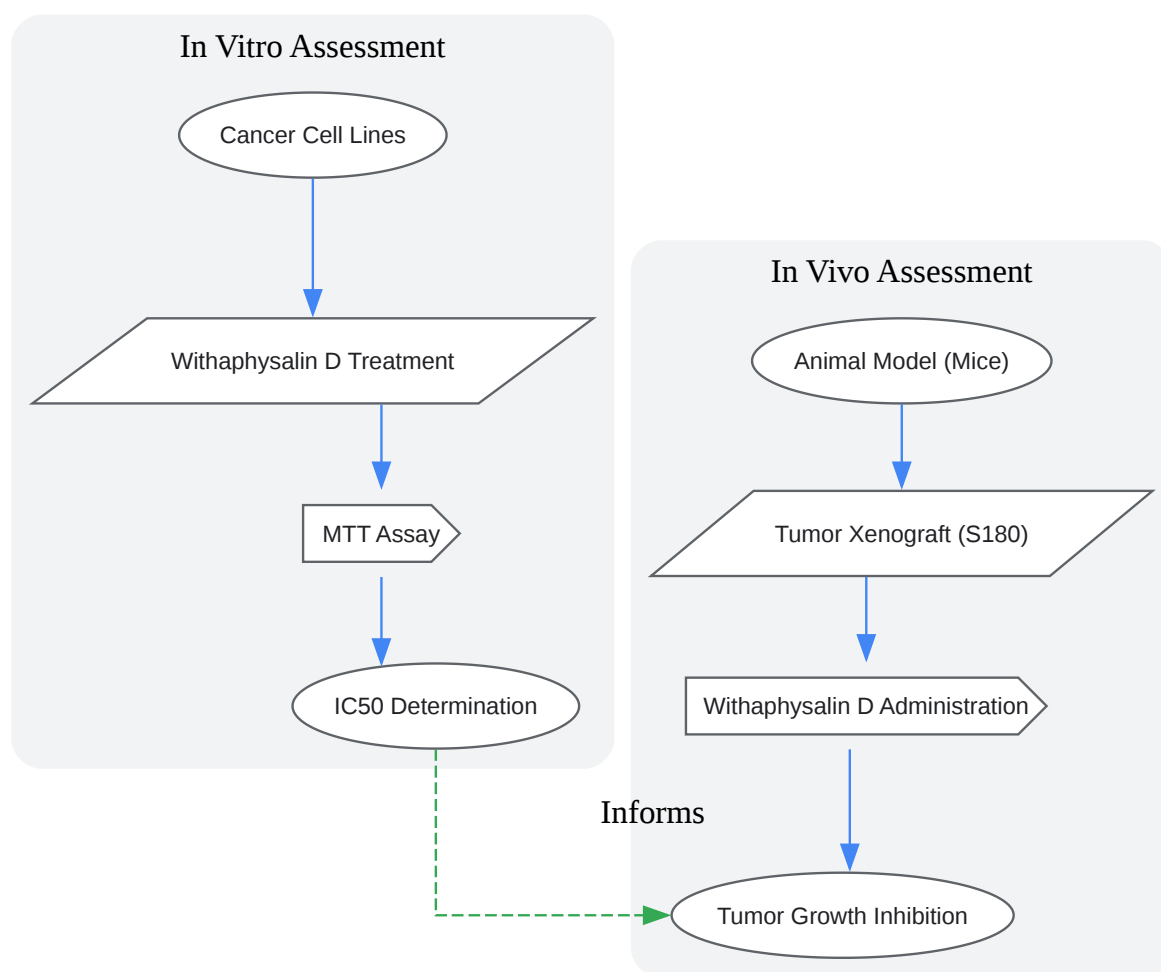 In Vitro Assessment
Cancer Cell Lines
Withaphysalin D Treatment
MTT Assay
IC50 Determination
In Vivo Assessment
Animal Model (Mice)
Tumor Xenograft (S180)
Withaphysalin D Administration
Informs
Tumor Growth Inhibition